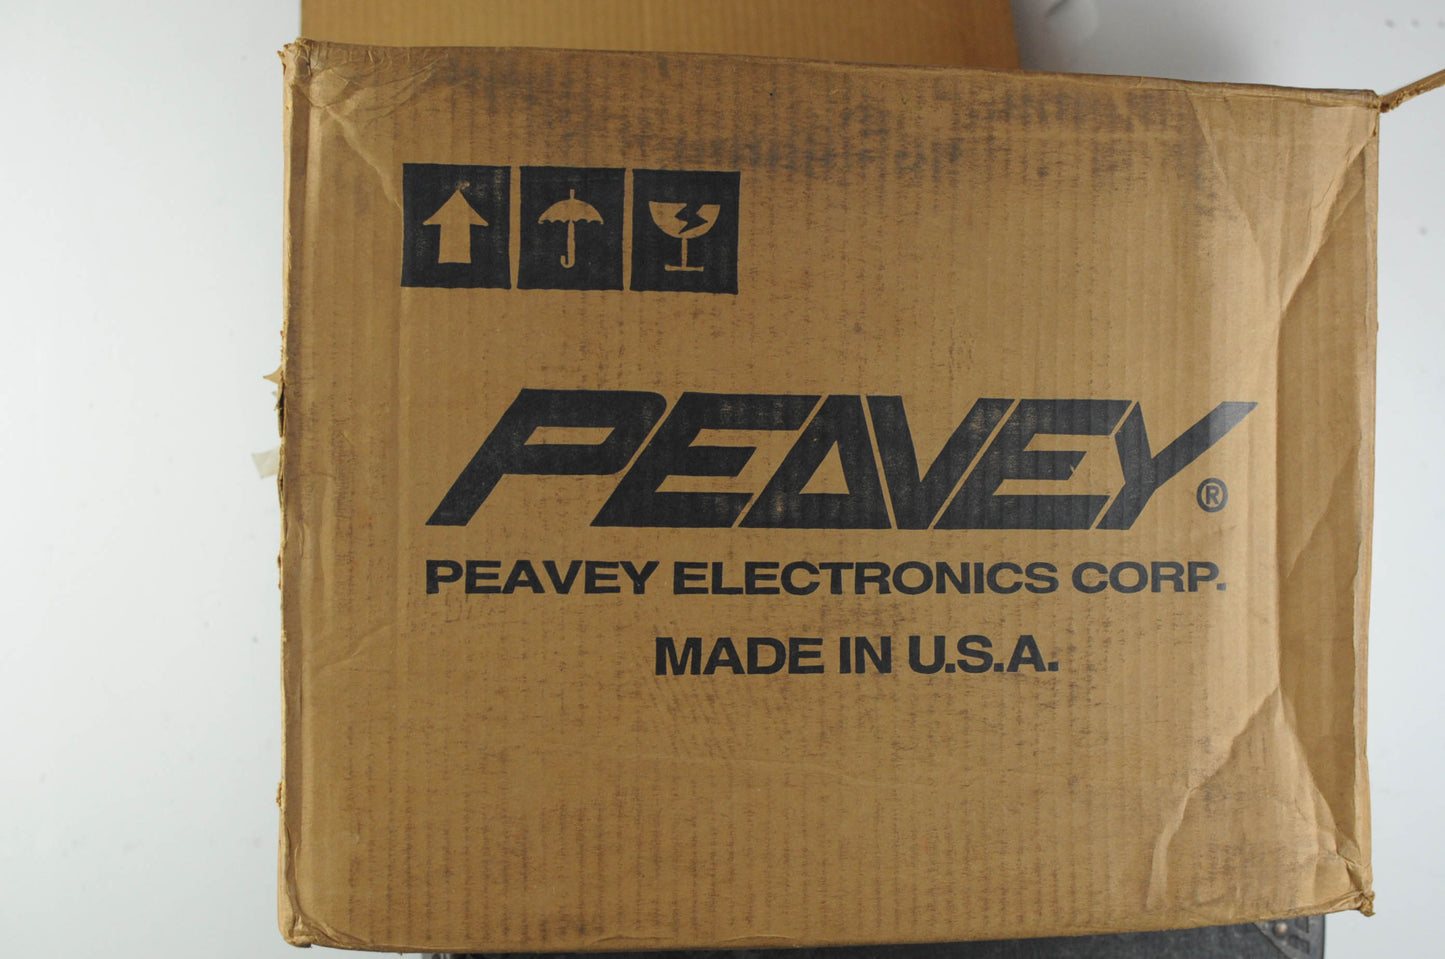 PEAVEY®
PEAVEY ELECTRONICS CORP.
MADE IN U.S.A.